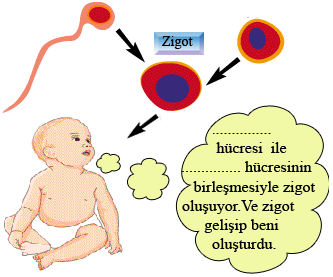 Zigot
..............
hücresi ile
................ hücresinin
birleşmesiyle zigot
oluşuyor.Ve zigot
gelişip beni
oluşturdu.